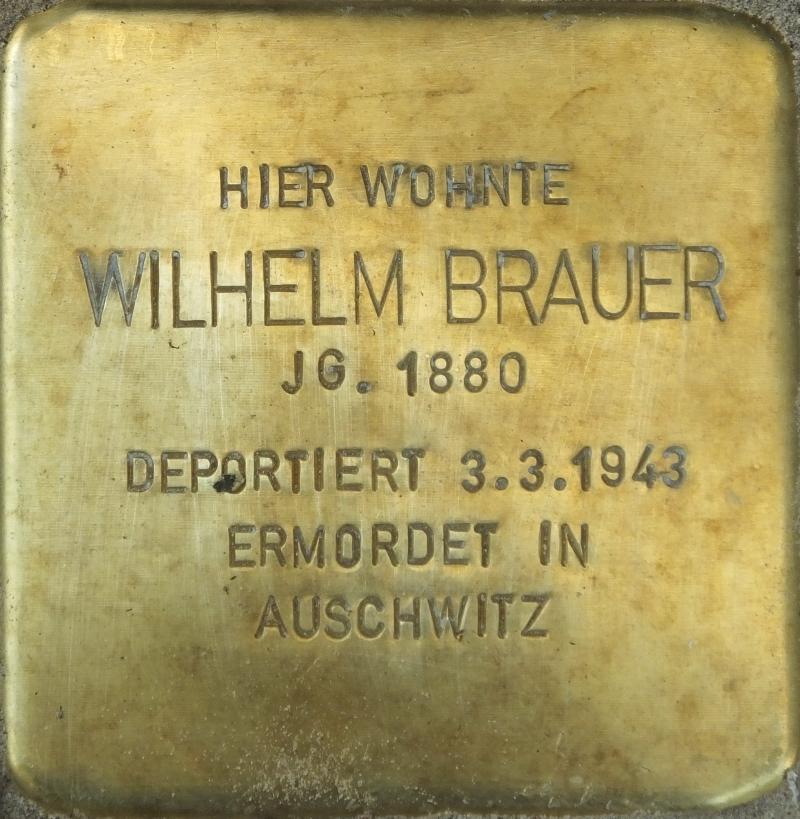 HIER WOHNTE
WILHELM BRAUER
JG. 1880
DEPORTIERT 3.3.1943
ERMORDET IN
AUSCHWITZ